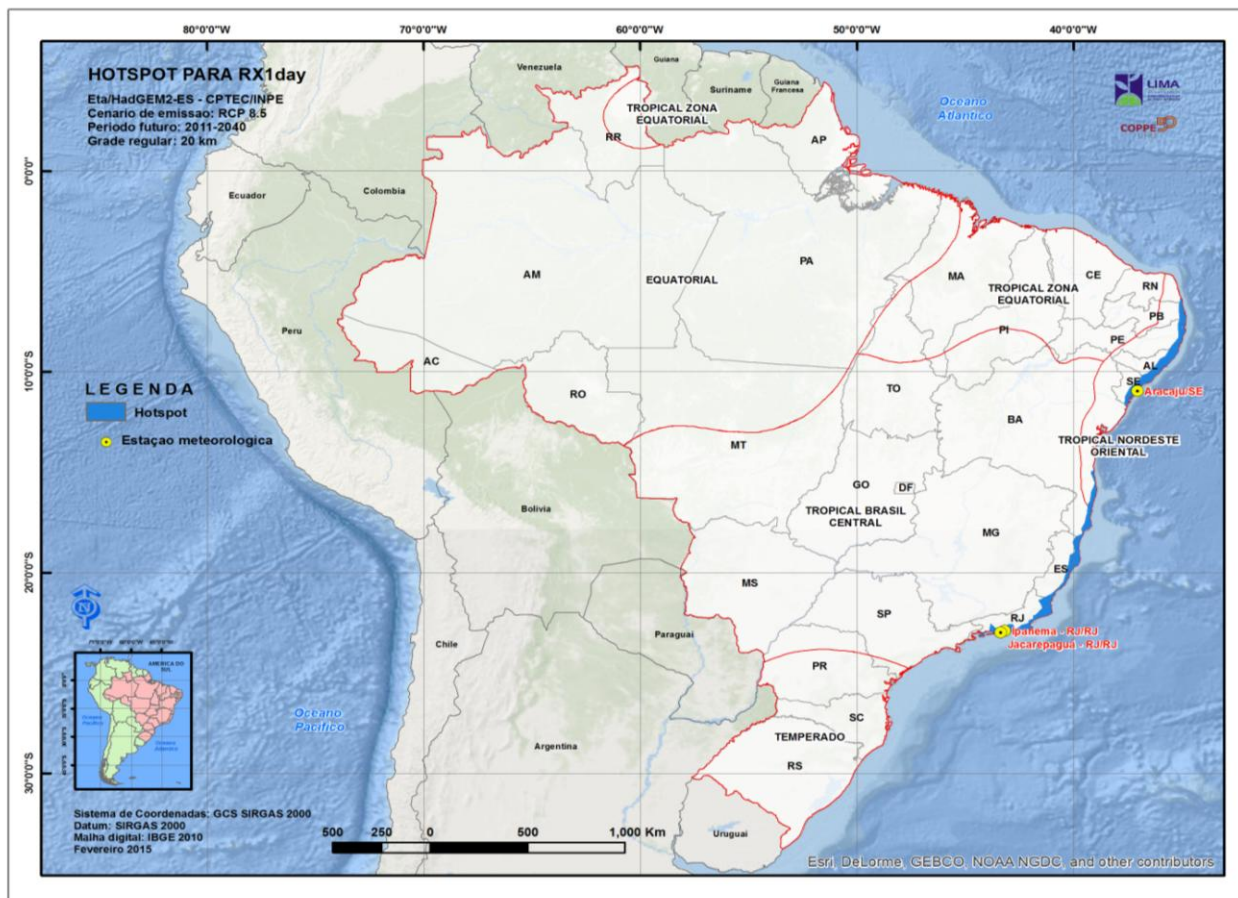 80°0'0"W
70°0'0"W
60°0'0"W
50°0'0"W
40°0'0"W
HOTSPOT PARA RX1day
Eta/HadGEM2-ES - CPTEC/INPE
Cenario de emissao: RCP 8.5
Periodo futuro: 2011-2040
Grade regular: 20 km
Venezuela
Guiana
Suriname
Guiana
Francesa
Oceano
Atlantico
LIMA
COPPE
TROPICAL ZONA
EQUATORIAL
RR
AP
0°0'0"
Ecuador
Colombia
AM
EQUATORIAL
PA
MA
CE
TROPICAL ZONA
EQUATORIAL
RN
PB
PI
PE
AL
SE
Aracaju/SE
Peru
AC
RO
TO
BA
10°0'0"S
LEGENDA
Hotspot
Estaçao meteorologica
MT
TROPICAL NORDESTE
ORIENTAL
GO
DF
TROPICAL BRASIL
CENTRAL
Bolivia
MG
MS
ES
20°0'0"S
SP
RJ
Ipanema - RJ/RJ
Jacarepaguá - RJ/RJ
N
Chile
Paraguai
PR
SC
TEMPERADO
RS
AMERICA DO
SUL
Oceano
Pacifico
Argentina
30°0'0"S
Uruguai
Sistema de Coordenadas: GCS SIRGAS 2000
Datum: SIRGAS 2000
Malha digital: IBGE 2010
Fevereiro 2015
500 250 0 500 1,000 Km
Esri, DeLorme, GEBCO, NOAA NGDC, and other contributors